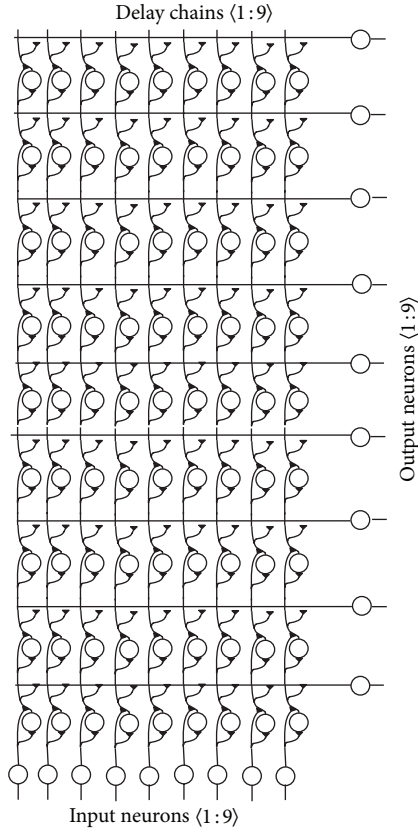 Delay chains ⟨1:9⟩
Output neurons ⟨1:9⟩
Input neurons ⟨1:9⟩